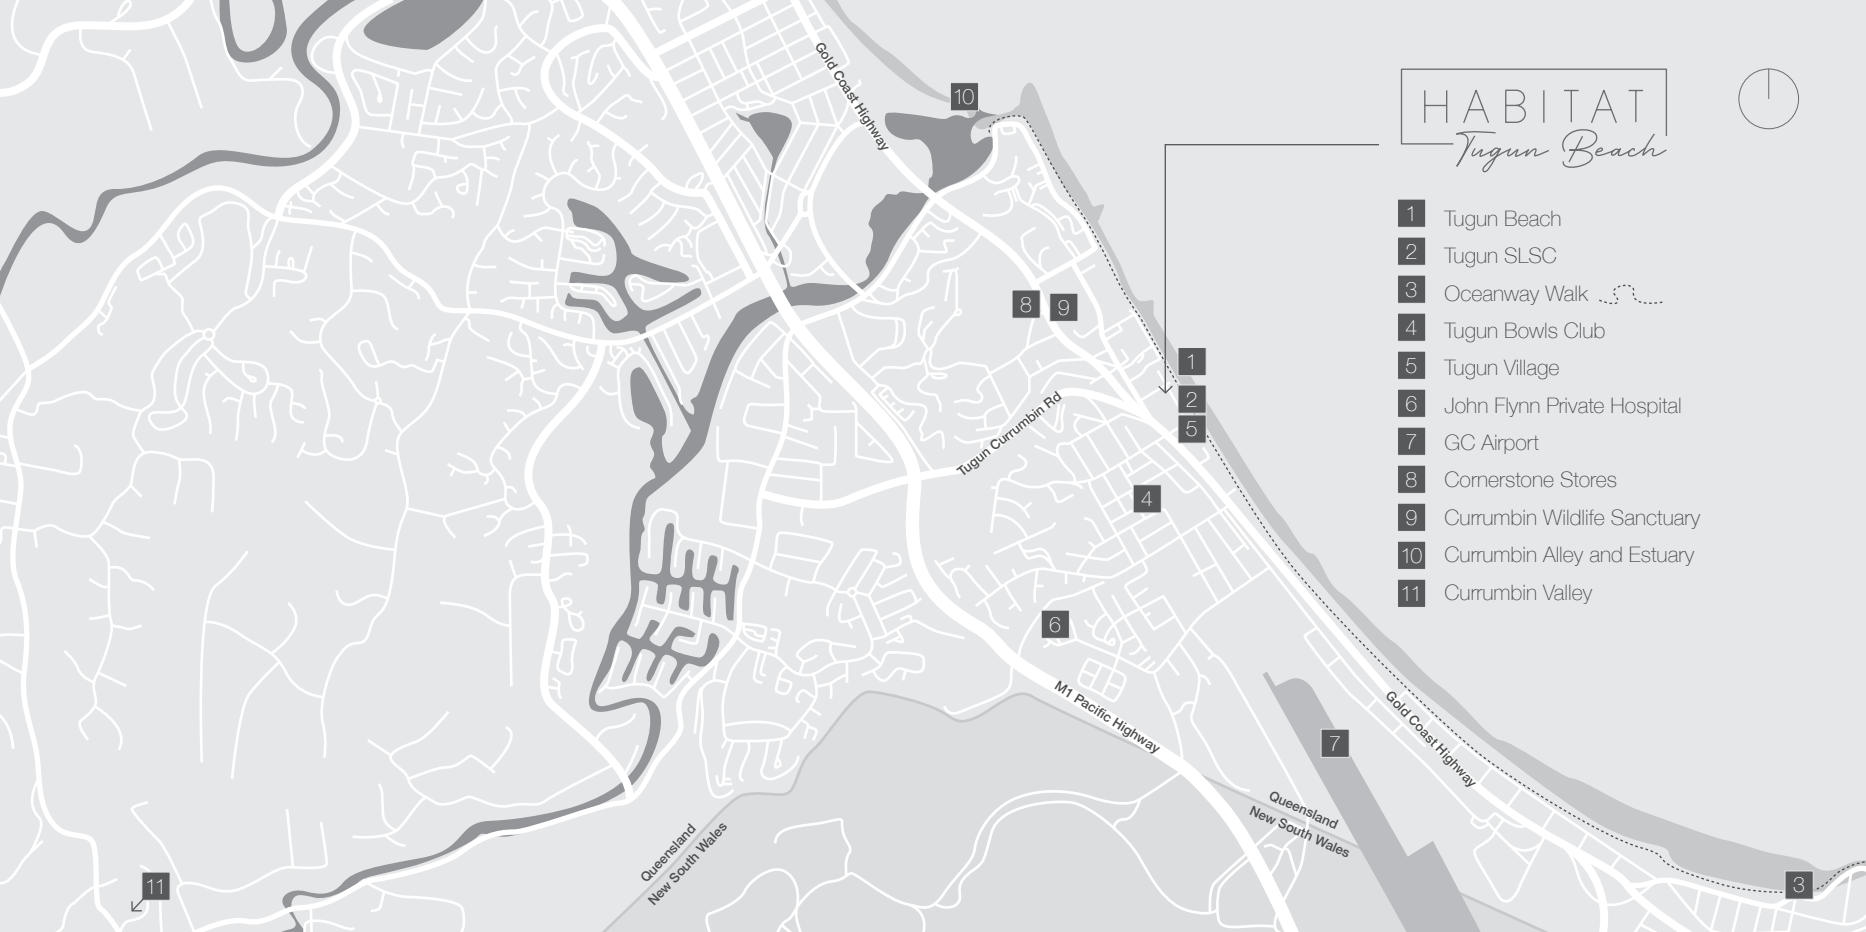 HABITAT
Tugun Beach
1 Tugun Beach
2 Tugun SLSC
3 Oceanway Walk
4 Tugun Bowls Club
5 Tugun Village
6 John Flynn Private Hospital
7 GC Airport
8 Cornerstone Stores
9 Currumbin Wildlife Sanctuary
10 Currumbin Alley and Estuary
11 Currumbin Valley
Gold Coast Highway
10
8
9
1
2
5
Tugun Currumbin Rd
4
6
M1 Pacific Highway
7
Gold Coast Highway
Queensland
New South Wales
Queensland
New South Wales
11
3